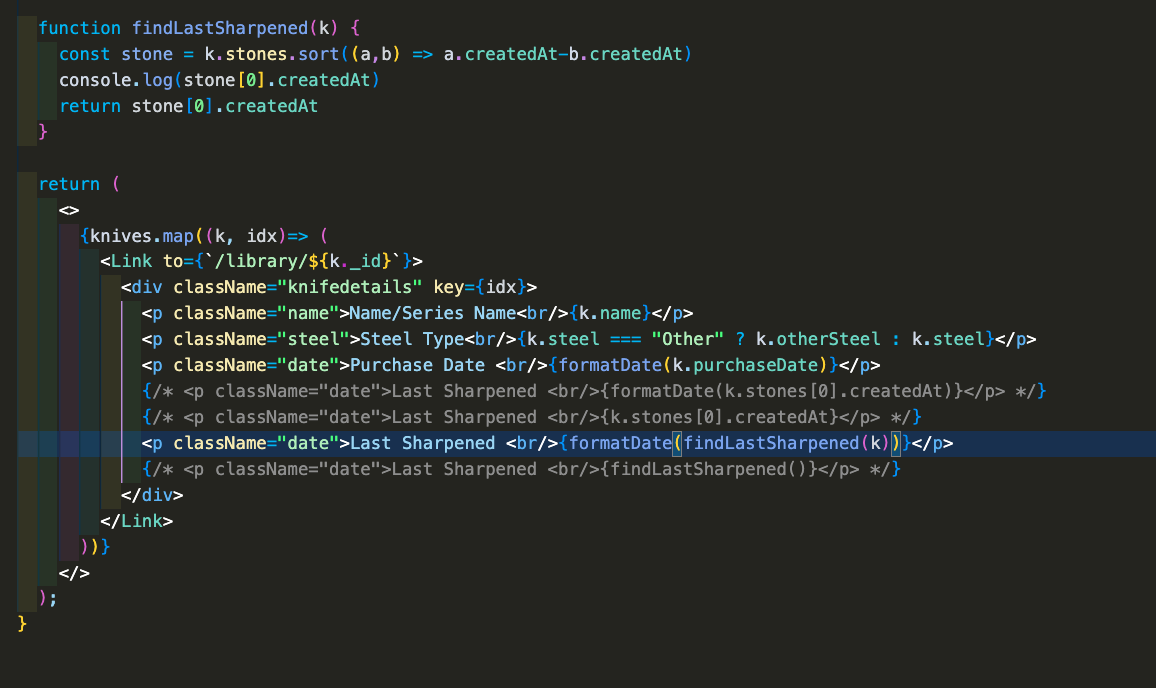 function findLastSharpened(k) {
const stone = k.stones.sort((a,b) => a.createdAt-b.createdAt)
console.log(stone[0].createdAt)
return stone[0].createdAt
}
return (
<>
{knives.map((k, idx)=> (
<Link to={`/library/${k._id}`}>
<div className="knifedetails" key={idx}>
<p className="name">Name/Series Name<br/>{k.name}</p>
<p className="steel">Steel Type<br/>{k.steel === "Other" ? k.otherSteel : k.steel}</p>
<p className="date">Purchase Date <br/>{formatDate(k.purchaseDate)}</p>
{/* <p className="date">Last Sharpened <br/>{formatDate(k.stones[0].createdAt)}</p> */}
{/* <p className="date">Last Sharpened <br/>{k.stones[0].createdAt}</p> */}
<p className="date">Last Sharpened <br/>{formatDate(findLastSharpened(k))}</p>
{/* <p className="date">Last Sharpened <br/>{findLastSharpened()}</p> */}
</div>
</Link>
))}
</>
);
}